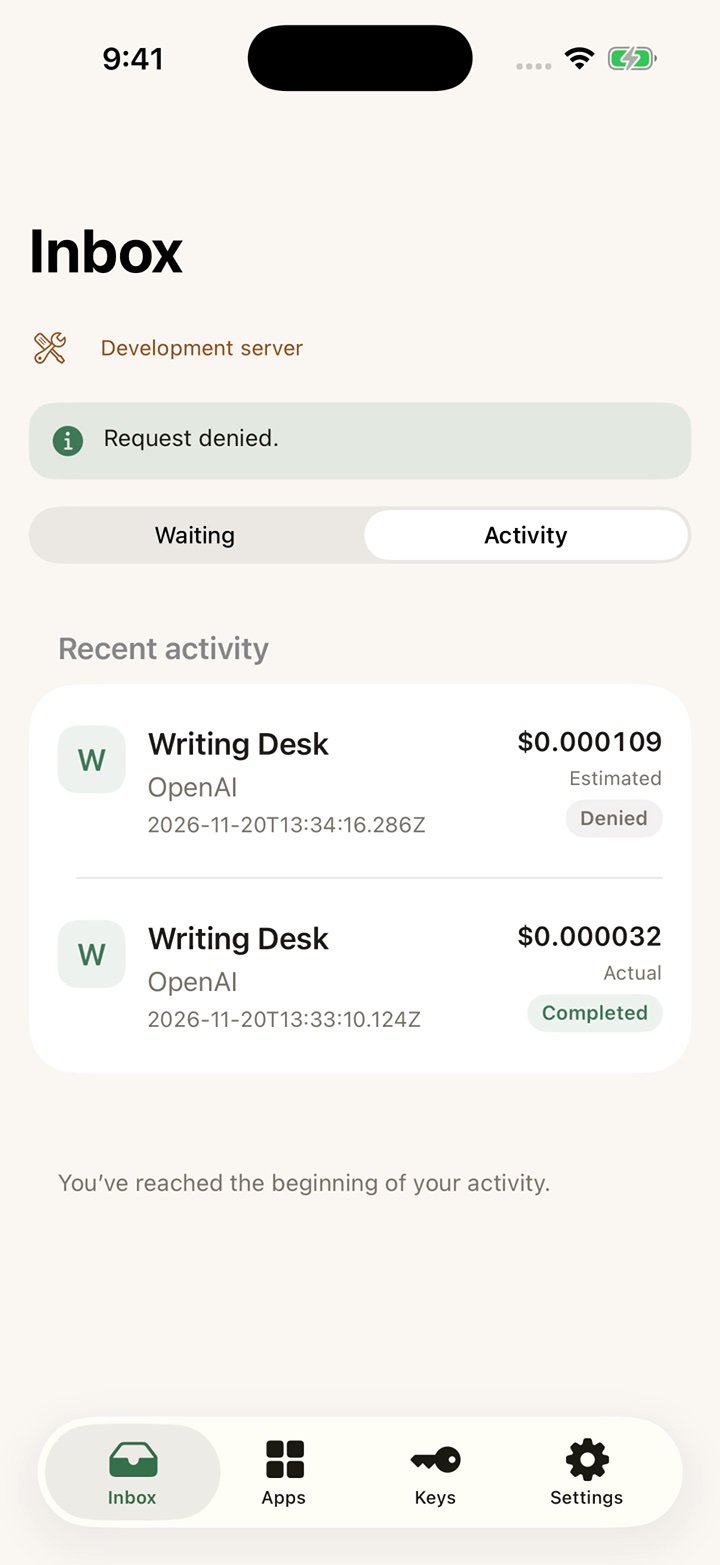 9:41
Inbox
Development server
Request denied.
Waiting
Activity
Recent activity
W
Writing Desk
OpenAI
2026-11-20T13:34:16.286Z
$0.000109
Estimated
Denied
W
Writing Desk
OpenAI
2026-11-20T13:33:10.124Z
$0.000032
Actual
Completed
You’ve reached the beginning of your activity.
Inbox
Apps
Keys
Settings